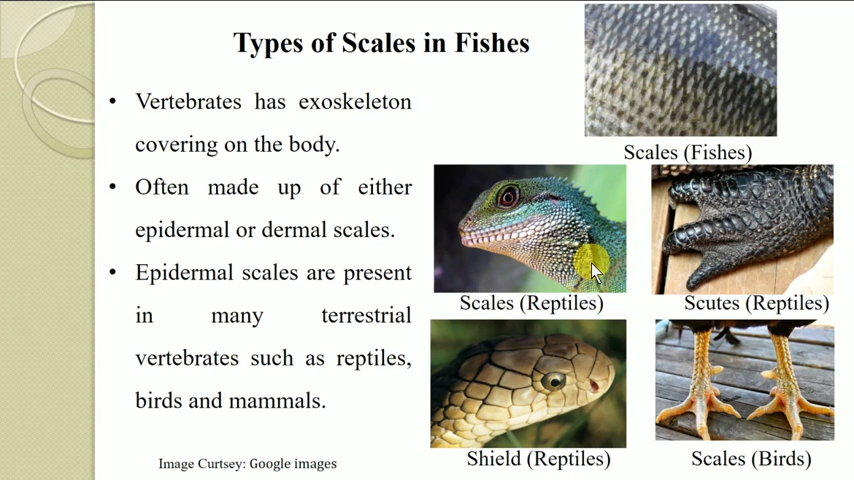 Types of Scales in Fishes
• Vertebrates has exoskeleton
covering on the body.
• Often made up of either
epidermal or dermal scales.
• Epidermal scales are present
in many terrestrial
vertebrates such as reptiles,
birds and mammals.
Image Curtsey: Google images
Scales (Fishes)
Scales (Reptiles)
Scutes (Reptiles)
Shield (Reptiles)
Scales (Birds)